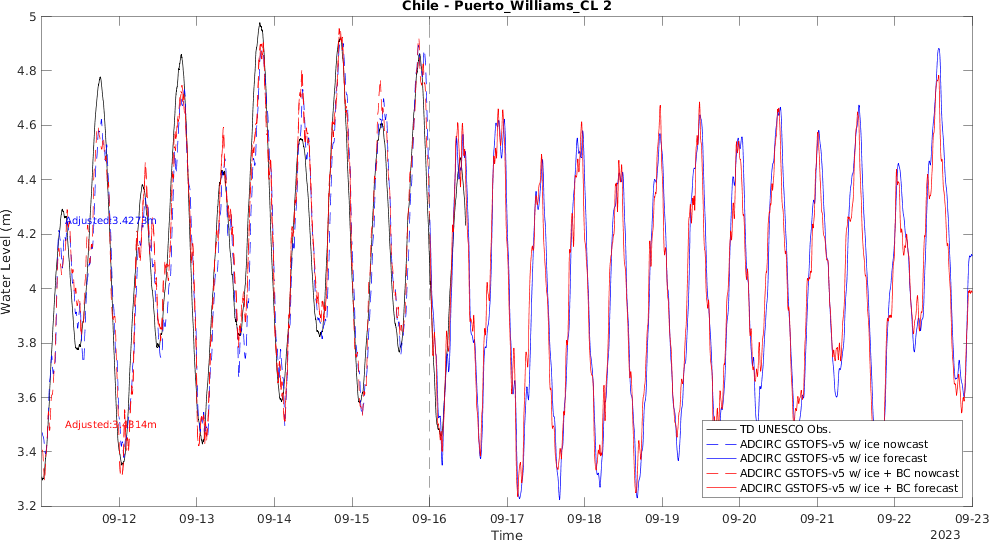 Chile - Puerto_Williams_CL 2
5
4.8
4.6
4.4
4.2
4
3.8
3.6
3.4
3.2
Water Level (m)
Adjusted:3.4273m
Adjusted:3.4314m
TD UNESCO Obs.
ADCIRC GSTOFS-v5 w/ ice nowcast
ADCIRC GSTOFS-v5 w/ ice forecast
ADCIRC GSTOFS-v5 w/ ice + BC nowcast
ADCIRC GSTOFS-v5 w/ ice + BC forecast
09-12 09-13 09-14 09-15 09-16 09-17 09-18 09-19 09-20 09-21 09-22 09-23
Time
2023